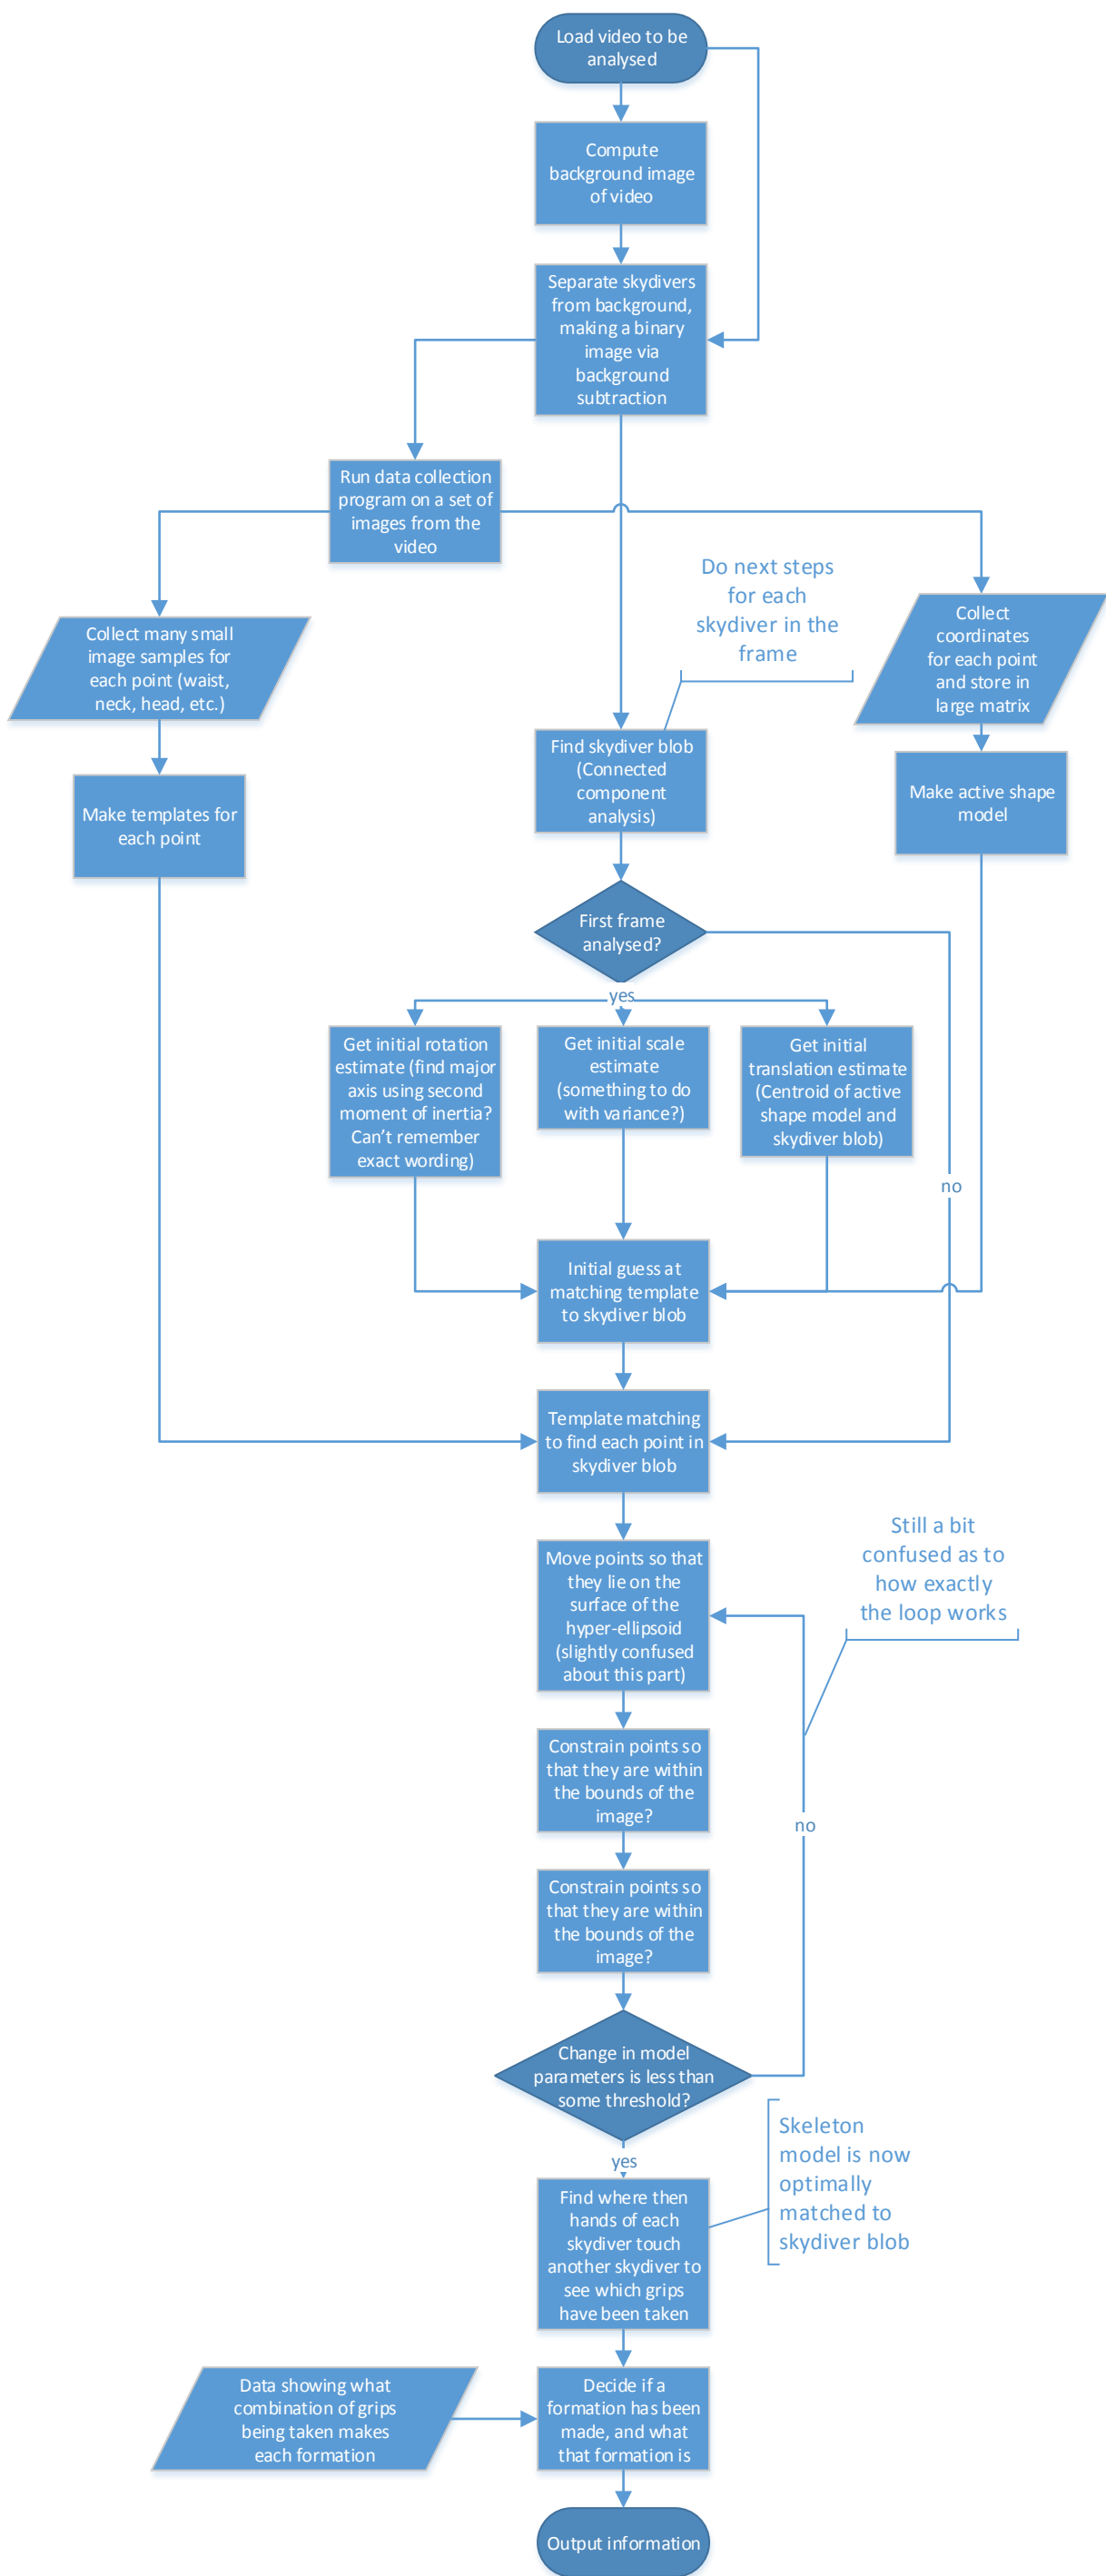 Load video to be
analysed
Compute
background image
of video
Separate skydivers
from background,
making a binary
image via
background
subtraction
Run data collection
program on a set of
images from the
video
Do next steps
for each
skydiver in the
frame
Collect many small
image samples for
each point (waist,
neck, head, etc.)
Collect
coordinates
for each point
and store in
large matrix
Find skydiver blob
(Connected
component
analysis)
Make templates for
each point
Make active shape
model
First frame
analysed?
yes
Get initial rotation
estimate (find major
axis using second
moment of inertia?
Can't remember
exact wording)
Get initial scale
estimate
(something to do
with variance?)
Get initial
translation estimate
(Centroid of active
shape model and
skydiver blob)
no
Initial guess at
matching template
to skydiver blob
Template matching
to find each point in
skydiver blob
Still a bit
confused as to
how exactly
the loop works
Move points so that
they lie on the
surface of the
hyper-ellipsoid
(slightly confused
about this part)
Constrain points so
that they are within
the bounds of the
image?
no
Constrain points so
that they are within
the bounds of the
image?
Change in model
parameters is less than
some threshold?
yes
Skeleton
model is now
optimally
matched to
skydiver blob
Find where then
hands of each
skydiver touch
another skydiver to
see which grips
have been taken
Data showing what
combination of grips
being taken makes
each formation
Decide if a
formation has been
made, and what
that formation is
Output information